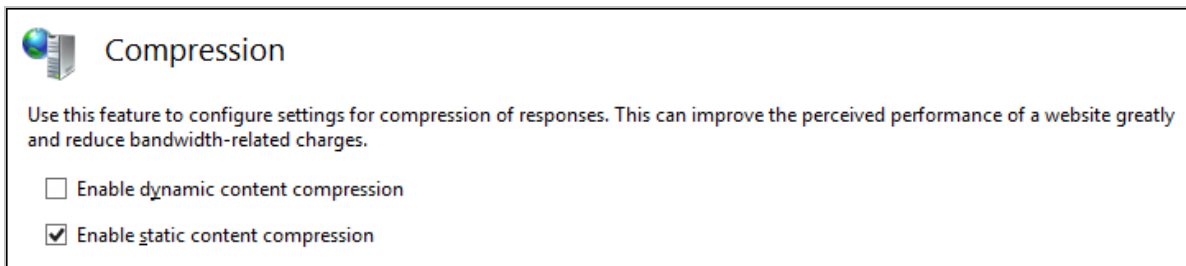 Compression
Use this feature to configure settings for compression of responses. This can improve the perceived performance of a website greatly
and reduce bandwidth-related charges.
Enable dynamic content compression
Enable static content compression